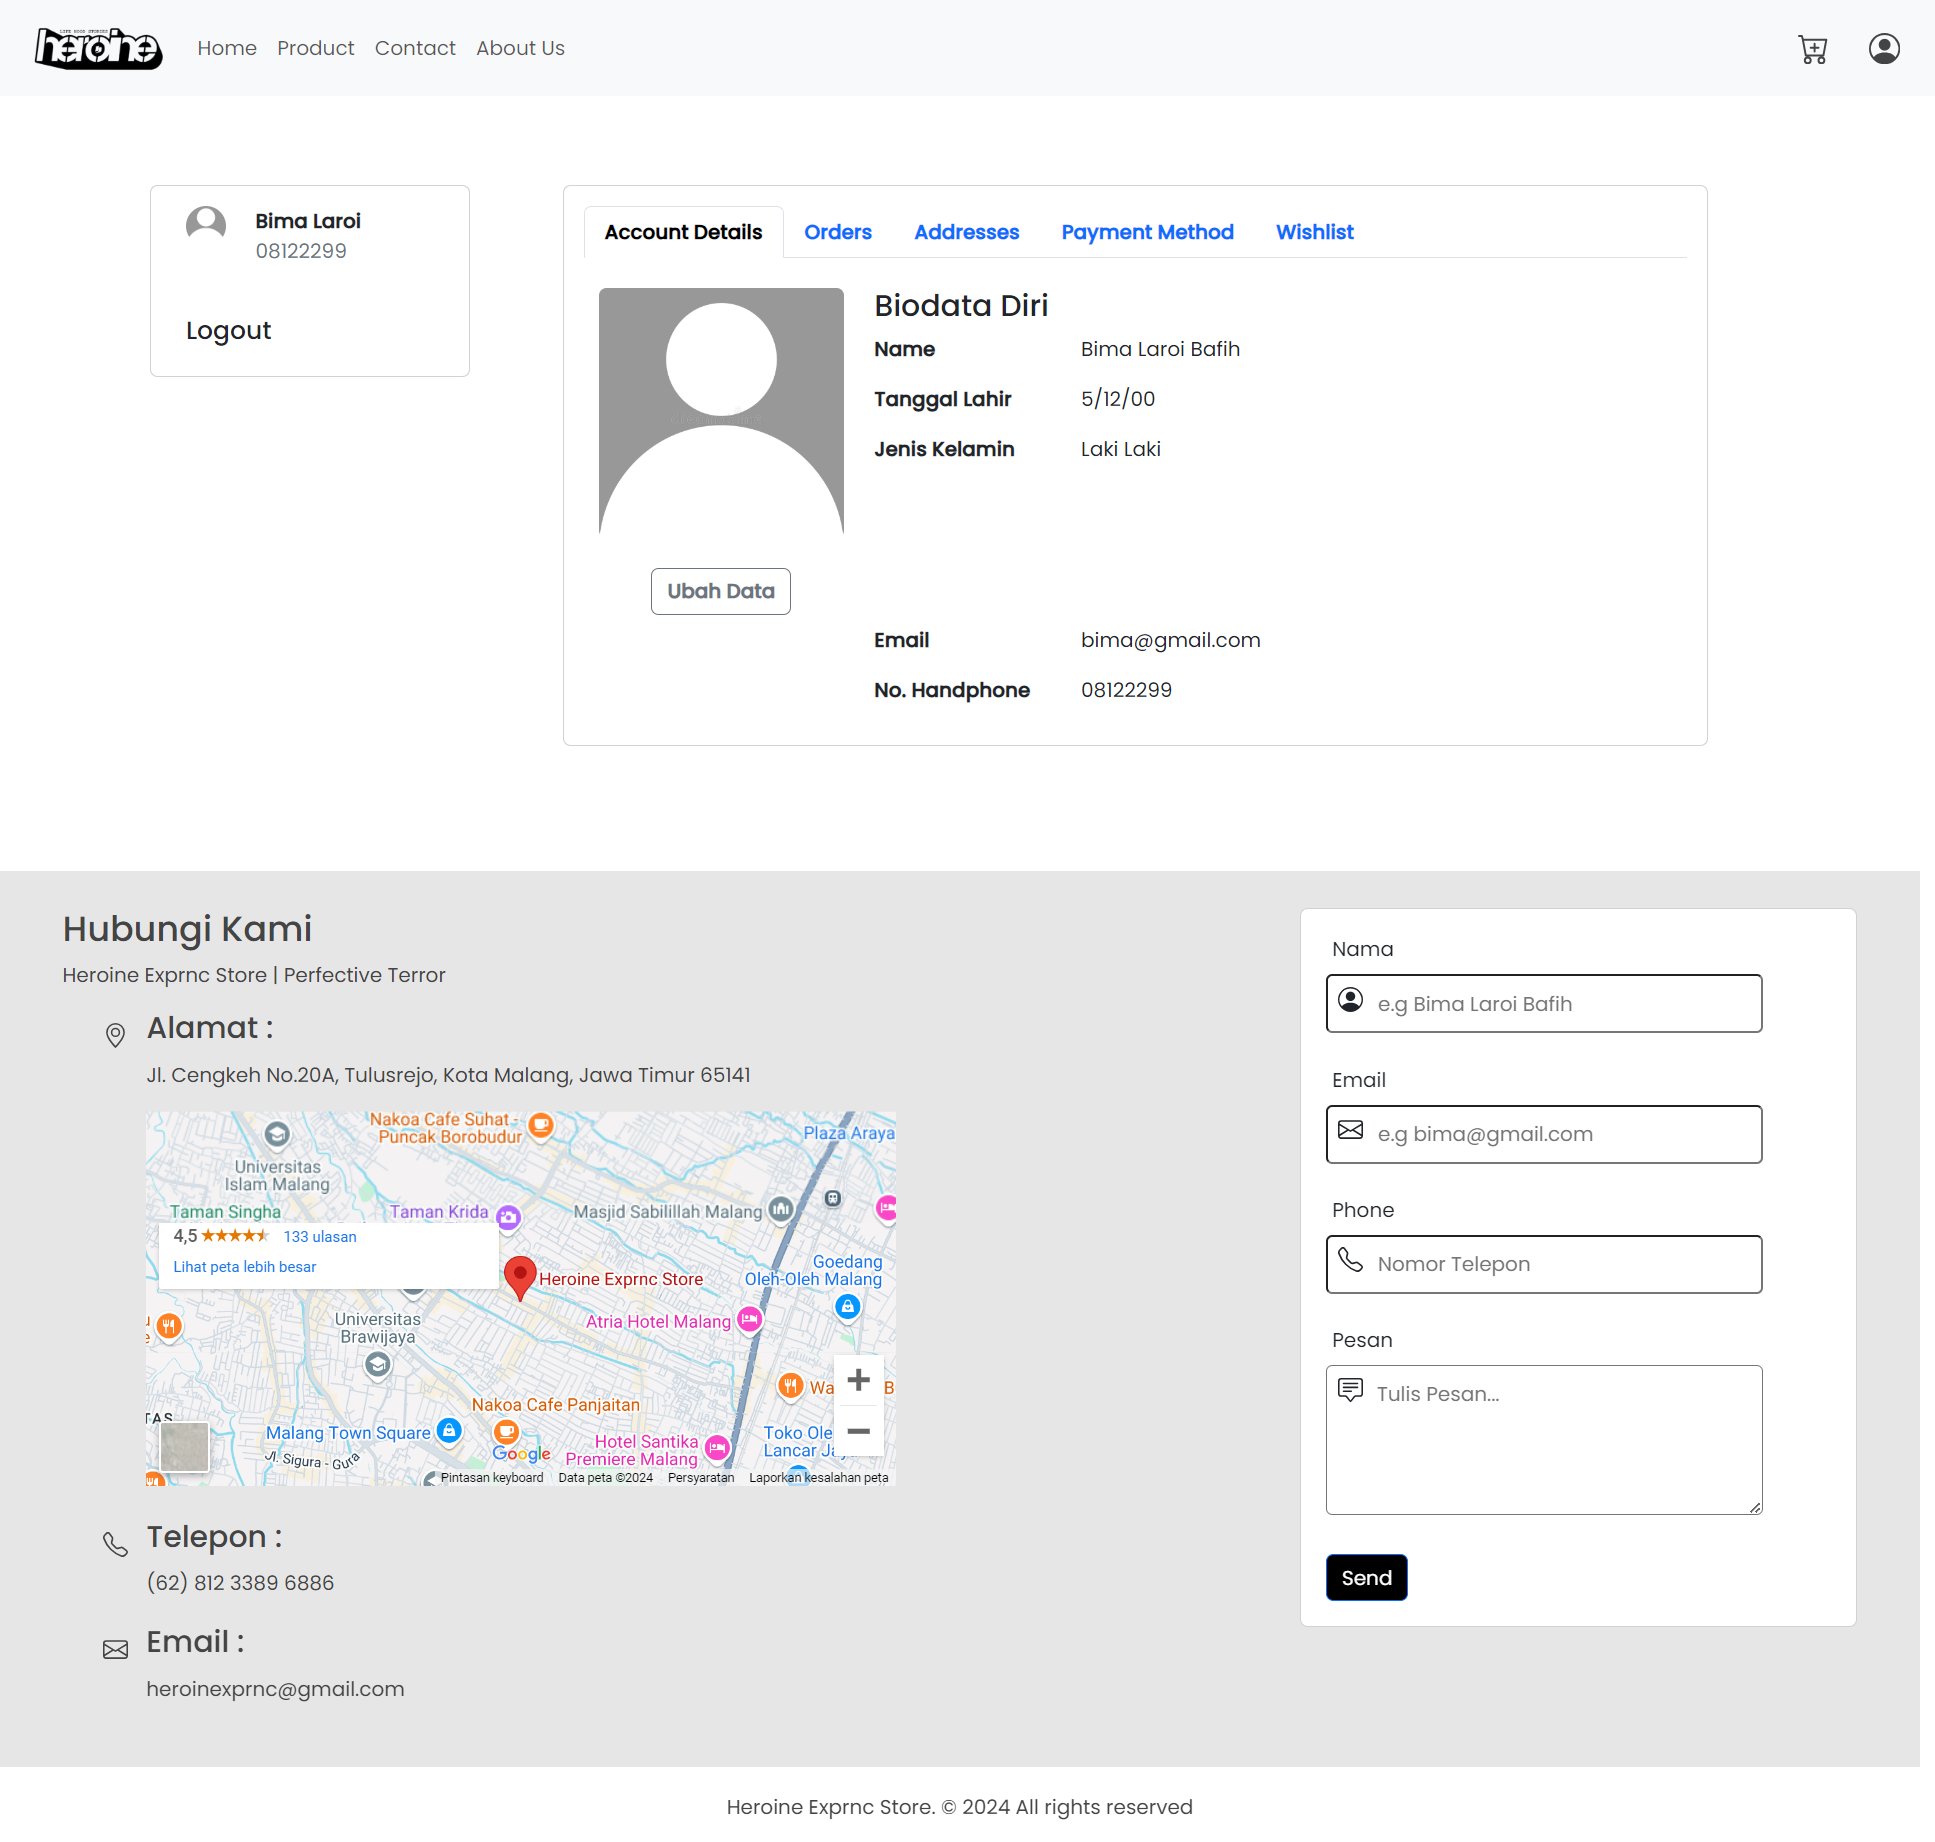 LIFE GOOD STORIES
heroine
Home Product Contact About Us
Bima Laroi
08122299
Logout
Account Details Orders Addresses Payment Method Wishlist
Biodata Diri
Name Bima Laroi Bafih
Tanggal Lahir 5/12/00
Jenis Kelamin Laki Laki
Ubah Data
Email bima@gmail.com
No. Handphone 08122299
Hubungi Kami
Heroine Exprnc Store | Perfective Terror
Alamat :
Jl. Cengkeh No.20A, Tulusrejo, Kota Malang, Jawa Timur 65141
Nakoa Cafe Suhat -
Puncak Borobudur
Plaza Araya
Universitas
Islam Malang
Taman Singha
Taman Krida
Masjid Sabilillah Malang
4,5 133 ulasan
Lihat peta lebih besar
Heroine Exprnc Store
Goedang
Oleh-Oleh Malang
Universitas
Brawijaya
Atria Hotel Malang
Wa B
Nakoa Cafe Panjaitan
TAS
Malang Town Square
Jl. Sigura - Gura
Google
Hotel Santika
Premiere Malang
Toko Ole
Lancar Ja
Pintasan keyboard Data peta ©2024 Persyaratan Laporkan kesalahan peta
Telepon :
(62) 812 3389 6886
Email :
heroinexprnc@gmail.com
Nama
e.g Bima Laroi Bafih
Email
e.g bima@gmail.com
Phone
Nomor Telepon
Pesan
Tulis Pesan...
Send
Heroine Exprnc Store. © 2024 All rights reserved